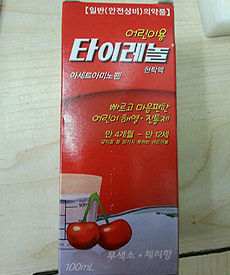 [일반(안전상비)의약품]
어린이용
타이레놀
현탁액
아세트아미노펜
빠르고 마음편한
어린이 해열·진통제
만 4개월 - 만 12세
무색소·체리향
100mL